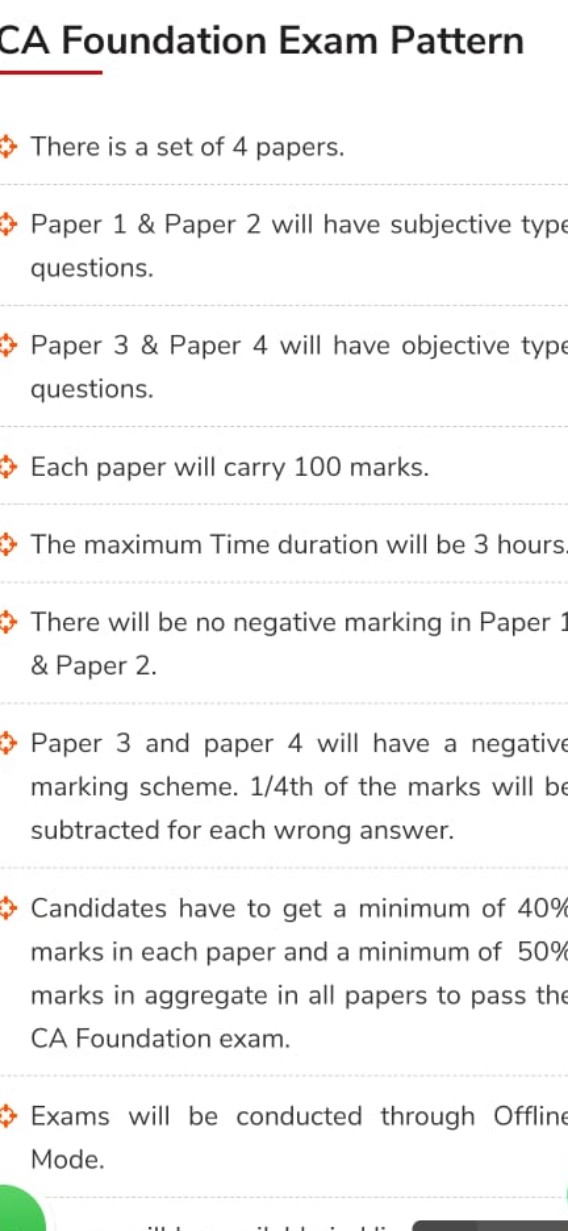 CA Foundation Exam Pattern
There is a set of 4 papers.
Paper 1 & Paper 2 will have subjective type
questions.
Paper 3 & Paper 4 will have objective type
questions.
Each paper will carry 100 marks.
The maximum Time duration will be 3 hours.
There will be no negative marking in Paper 1
& Paper 2.
Paper 3 and paper 4 will have a negative
marking scheme. 1/4th of the marks will be
subtracted for each wrong answer.
Candidates have to get a minimum of 40%
marks in each paper and a minimum of 50%
marks in aggregate in all papers to pass the
CA Foundation exam.
Exams will be conducted through Offline
Mode.